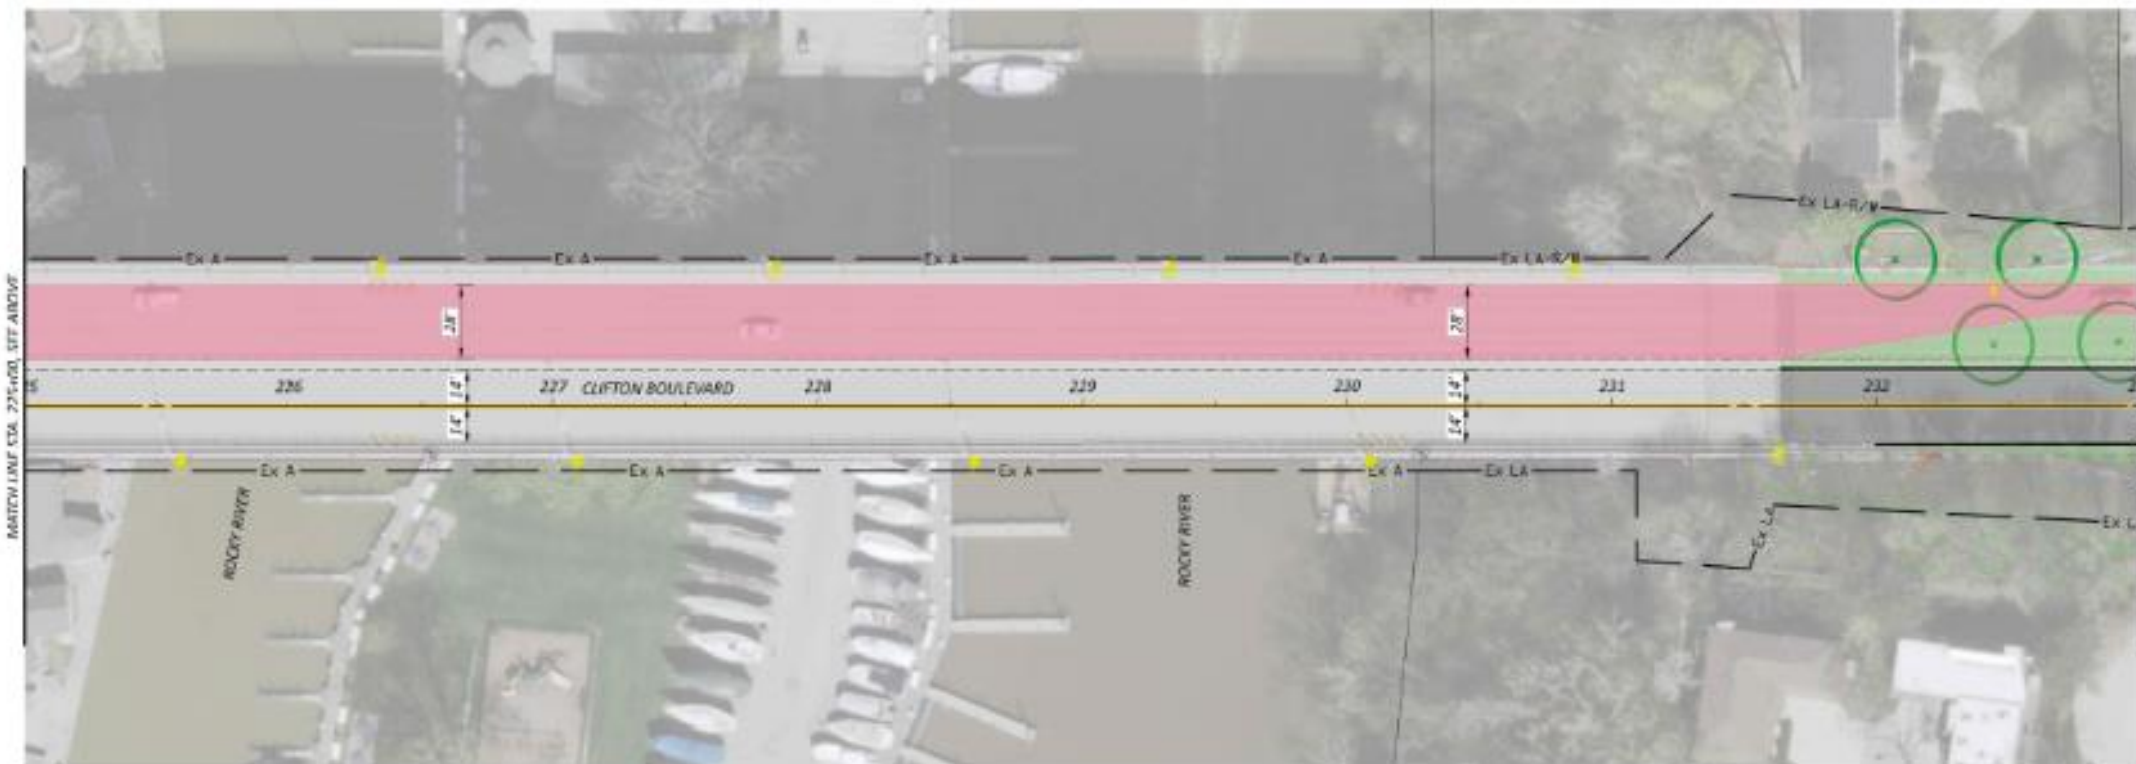 Ex LA-R/W
Ex A
Ex A
Ex A
Ex A
Ex LA-R/W
MATCH LINE STA. 225+00, SEE ABOVE
28'
28'
226
227
CLIFTON BOULEVARD
228
229
230
231
232
14'
14'
14'
14'
Ex A
Ex A
Ex A
Ex A
Ex LA
ROCKY RIVER
ROCKY RIVER
Ex LA